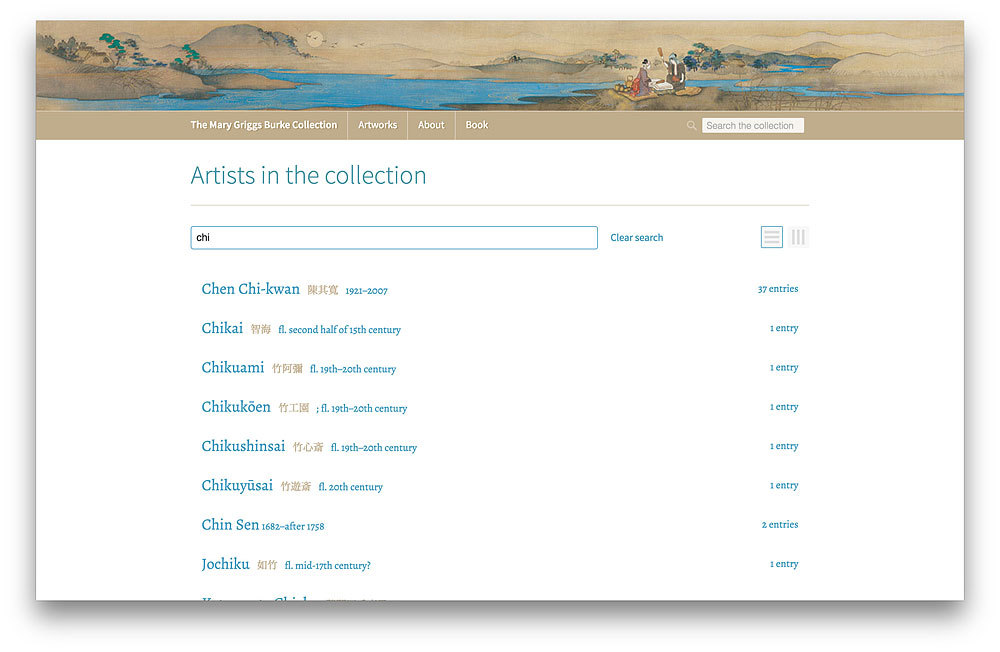 The Mary Griggs Burke Collection Artworks About Book Search the collection
Artists in the collection
chi Clear search
Chen Chi-kwan 陳其寬 1921–2007 37 entries
Chikai 智海 fl. second half of 15th century 1 entry
Chikuami 竹阿彌 fl. 19th–20th century 1 entry
Chikukōen 竹工園 ; fl. 19th–20th century 1 entry
Chikushinsai 竹心斎 fl. 19th–20th century 1 entry
Chikuyūsai 竹遊斎 fl. 20th century 1 entry
Chin Sen 1682–after 1758 2 entries
Jochiku 如竹 fl. mid-17th century? 1 entry